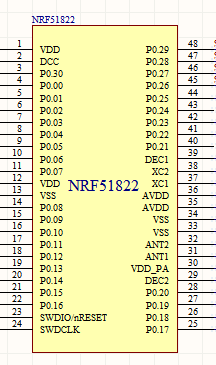 NRF51822
1 VDD P0.29 48
2 DCC P0.28 47
3 P0.30 P0.27 46
4 P0.00 P0.26 45
5 P0.01 P0.25 44
6 P0.02 P0.24 43
7 P0.03 P0.23 42
8 P0.04 P0.22 41
9 P0.05 P0.21 40
10 P0.06 DEC1 39
11 P0.07 XC2 38
12 VDD NRF51822 XC1 37
13 VSS AVDD 36
14 P0.08 AVDD 35
15 P0.09 VSS 34
16 P0.10 VSS 33
17 P0.11 ANT2 32
18 P0.12 ANT1 31
19 P0.13 VDD_PA 30
20 P0.14 DEC2 29
21 P0.15 P0.20 28
22 P0.16 P0.19 27
23 SWDIO/nRESET P0.18 26
24 SWDCLK P0.17 25